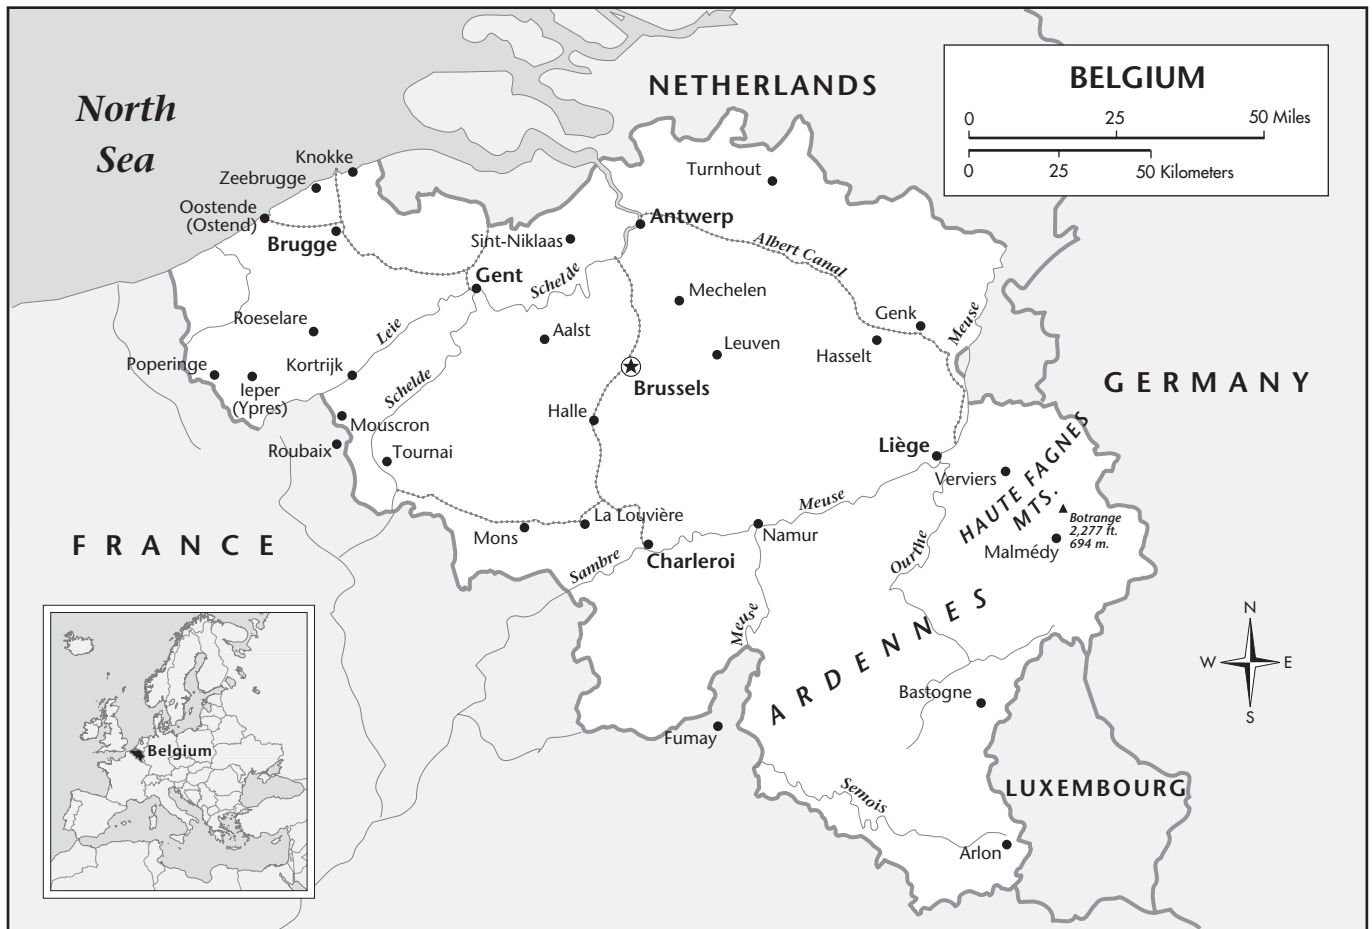 North
Sea
NETHERLANDS
BELGIUM
0 25 50 Miles
0 25 50 Kilometers
Knokke
Zeebrugge
Oostende
(Ostend)
Brugge
Turnhout
Antwerp
Sint-Niklaas
Albert Canal
Gent
Schelde
Mechelen
Roeselare
Leie
Aalst
Genk
Meuse
Leuven
Hasselt
Poperinge
Kortrijk
Ieper
(Ypres)
Schelde
Brussels
GERMANY
Halle
Mouscron
Roubaix
Tournai
Liège
Verviers
HAUTE FAGNES
MTS.
Meuse
Botrange
2,277 ft.
694 m.
La Louvière
Mons
Namur
FRANCE
Sambre
Charleroi
Ourthe
Malmédy
Meuse
ARDENNES
N
W E
S
Bastogne
Fumay
Belgium
LUXEMBOURG
Semois
Arlon